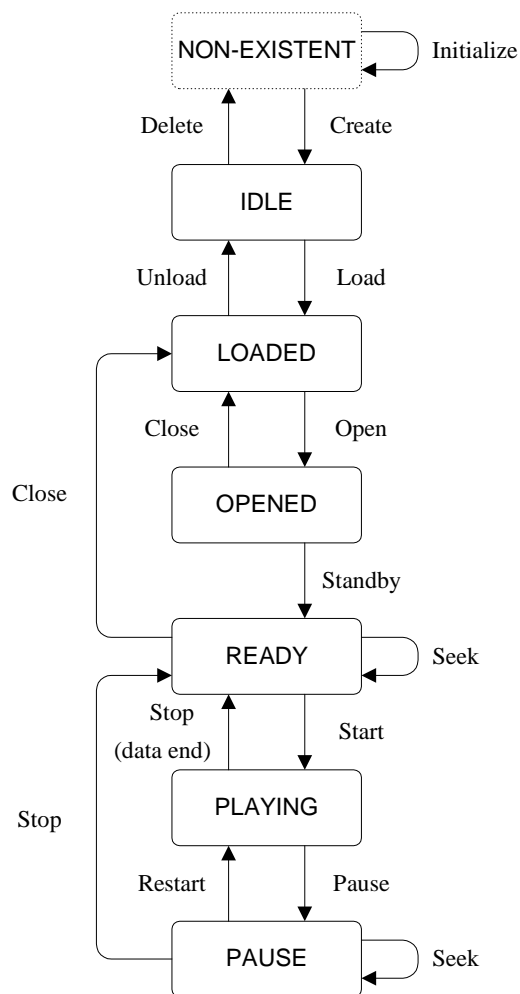 NON-EXISTENT
Initialize
Delete
Create
IDLE
Unload
Load
LOADED
Close
Open
Close
OPENED
Standby
READY
Seek
Stop
(data end)
Start
PLAYING
Stop
Restart
Pause
PAUSE
Seek